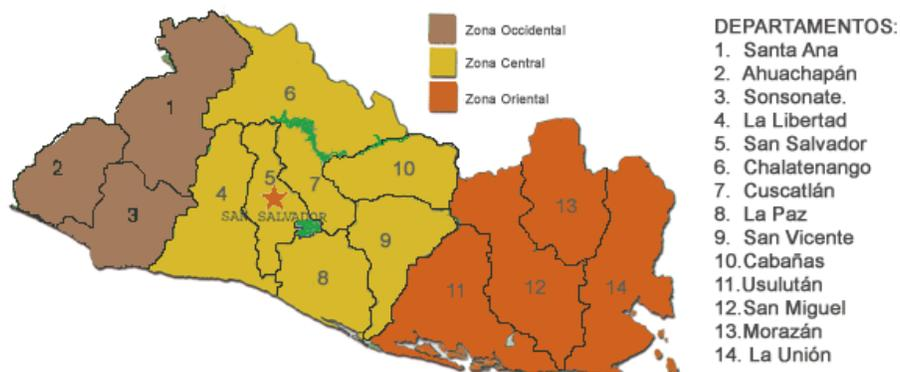 Zona Occidental
Zona Central
Zona Oriental
DEPARTAMENTOS:
1. Santa Ana
2. Ahuachapán
3. Sonsonate.
4. La Libertad
5. San Salvador
6. Chalatenango
7. Cuscatlán
8. La Paz
9. San Vicente
10.Cabañas
11.Usulután
12.San Miguel
13.Morazán
14. La Unión
6
1
2
10
5
7
4
3
SAN SALVADOR
13
9
8
11
12
14